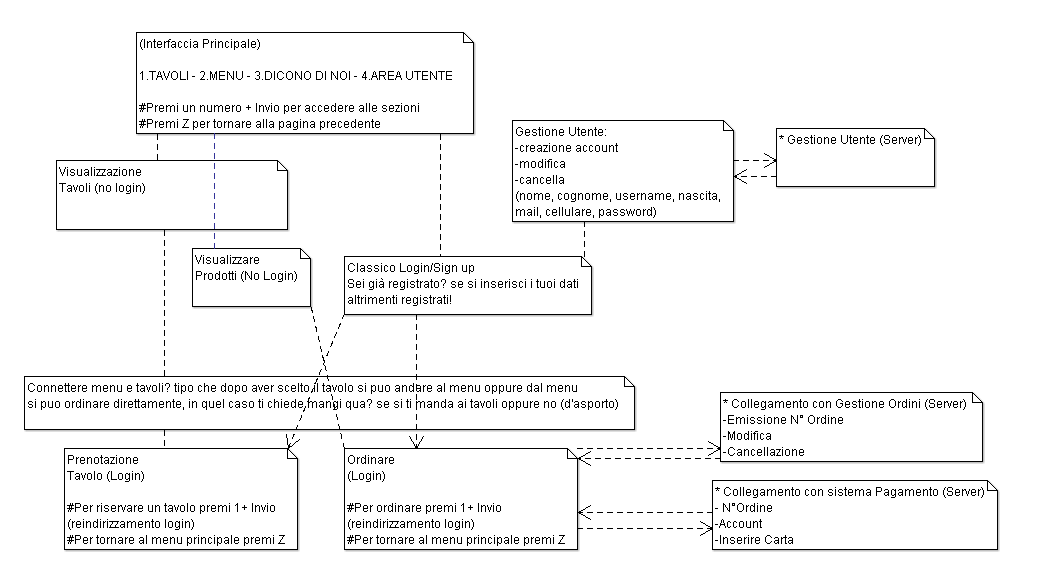 (Interfaccia Principale)
1.TAVOLI - 2.MENU - 3.DICONO DI NOI - 4.AREA UTENTE
#Premi un numero + Invio per accedere alle sezioni
#Premi Z per tornare alla pagina precedente
Gestione Utente:
-creazione account
-modifica
-cancella
(nome, cognome, username, nascita,
mail, cellulare, password)
* Gestione Utente (Server)
Visualizzazione
Tavoli (no login)
Visualizzare
Prodotti (No Login)
Classico Login/Sign up
Sei già registrato? se si inserisci i tuoi dati
altrimenti registrati!
Connettere menu e tavoli? tipo che dopo aver scelto il tavolo si puo andare al menu oppure dal menu
si puo ordinare direttamente, in quel caso ti chiede mangi qua? se si ti manda ai tavoli oppure no (d'asporto)
* Collegamento con Gestione Ordini (Server)
-Emissione N° Ordine
-Modifica
-Cancellazione
Prenotazione
Tavolo (Login)
#Per riservare un tavolo premi 1+ Invio
(reindirizzamento login)
#Per tornare al menu principale premi Z
Ordinare
(Login)
#Per ordinare premi 1+ Invio
(reindirizzamento login)
#Per tornare al menu principale premi Z
* Collegamento con sistema Pagamento (Server)
- N°Ordine
-Account
-Inserire Carta